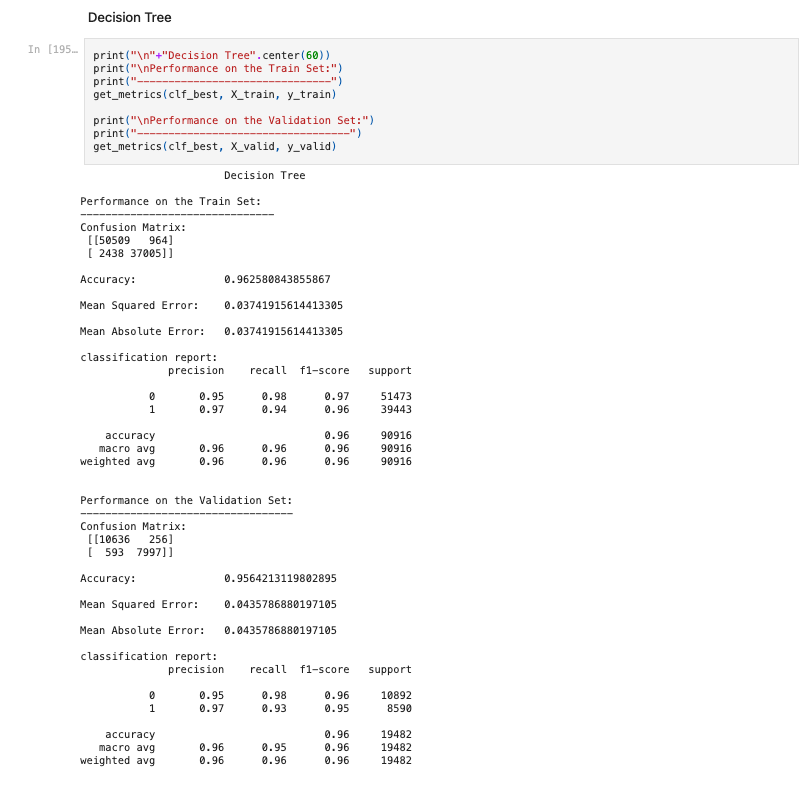 Decision Tree
In [195…
print("\n"+"Decision Tree".center(60))
print("\nPerformance on the Train Set:")
print("-------------------------------")
get_metrics(clf_best, X_train, y_train)
print("\nPerformance on the Validation Set:")
print("----------------------------------")
get_metrics(clf_best, X_valid, y_valid)
Decision Tree
Performance on the Train Set:
-------------------------------
Confusion Matrix:
[[50509   964]
[ 2438 37005]]
Accuracy:              0.962580843855867
Mean Squared Error:    0.03741915614413305
Mean Absolute Error:   0.03741915614413305
classification report:
precision    recall  f1-score   support
0       0.95      0.98      0.97     51473
1       0.97      0.94      0.96     39443
accuracy                           0.96     90916
macro avg       0.96      0.96      0.96     90916
weighted avg       0.96      0.96      0.96     90916
Performance on the Validation Set:
----------------------------------
Confusion Matrix:
[[10636   256]
[  593  7997]]
Accuracy:              0.9564213119802895
Mean Squared Error:    0.0435786880197105
Mean Absolute Error:   0.0435786880197105
classification report:
precision    recall  f1-score   support
0       0.95      0.98      0.96     10892
1       0.97      0.93      0.95      8590
accuracy                           0.96     19482
macro avg       0.96      0.95      0.96     19482
weighted avg       0.96      0.96      0.96     19482